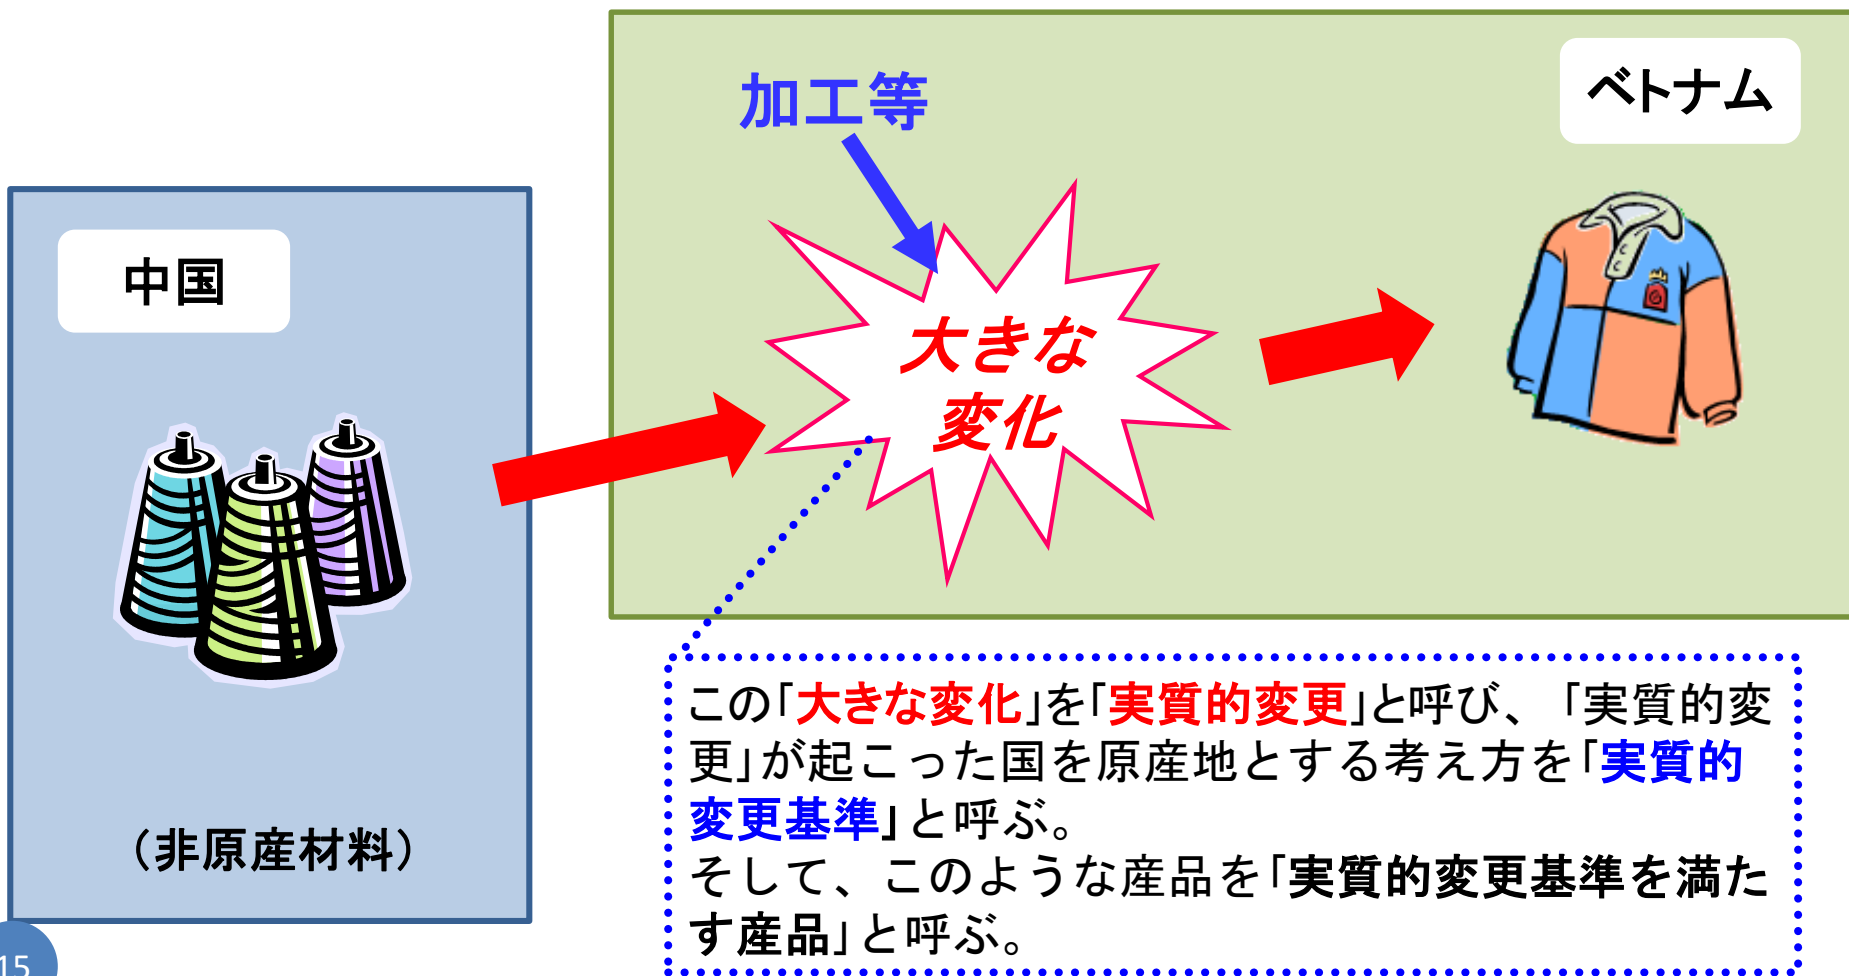 加工等
ベトナム
中国
大きな
変化
この「大きな変化」を「実質的変更」と呼び、「実質的変
更」が起こった国を原産地とする考え方を「実質的
変更基準」と呼ぶ。
そして、このような産品を「実質的変更基準を満た
す産品」と呼ぶ。
（非原産材料）
15